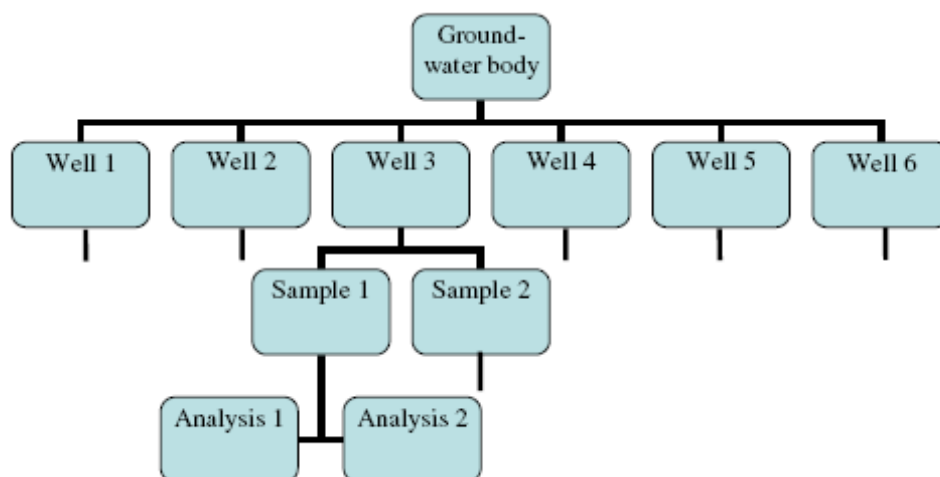 Ground-
water body
Well 1
Well 2
Well 3
Well 4
Well 5
Well 6
Sample 1
Sample 2
Analysis 1
Analysis 2